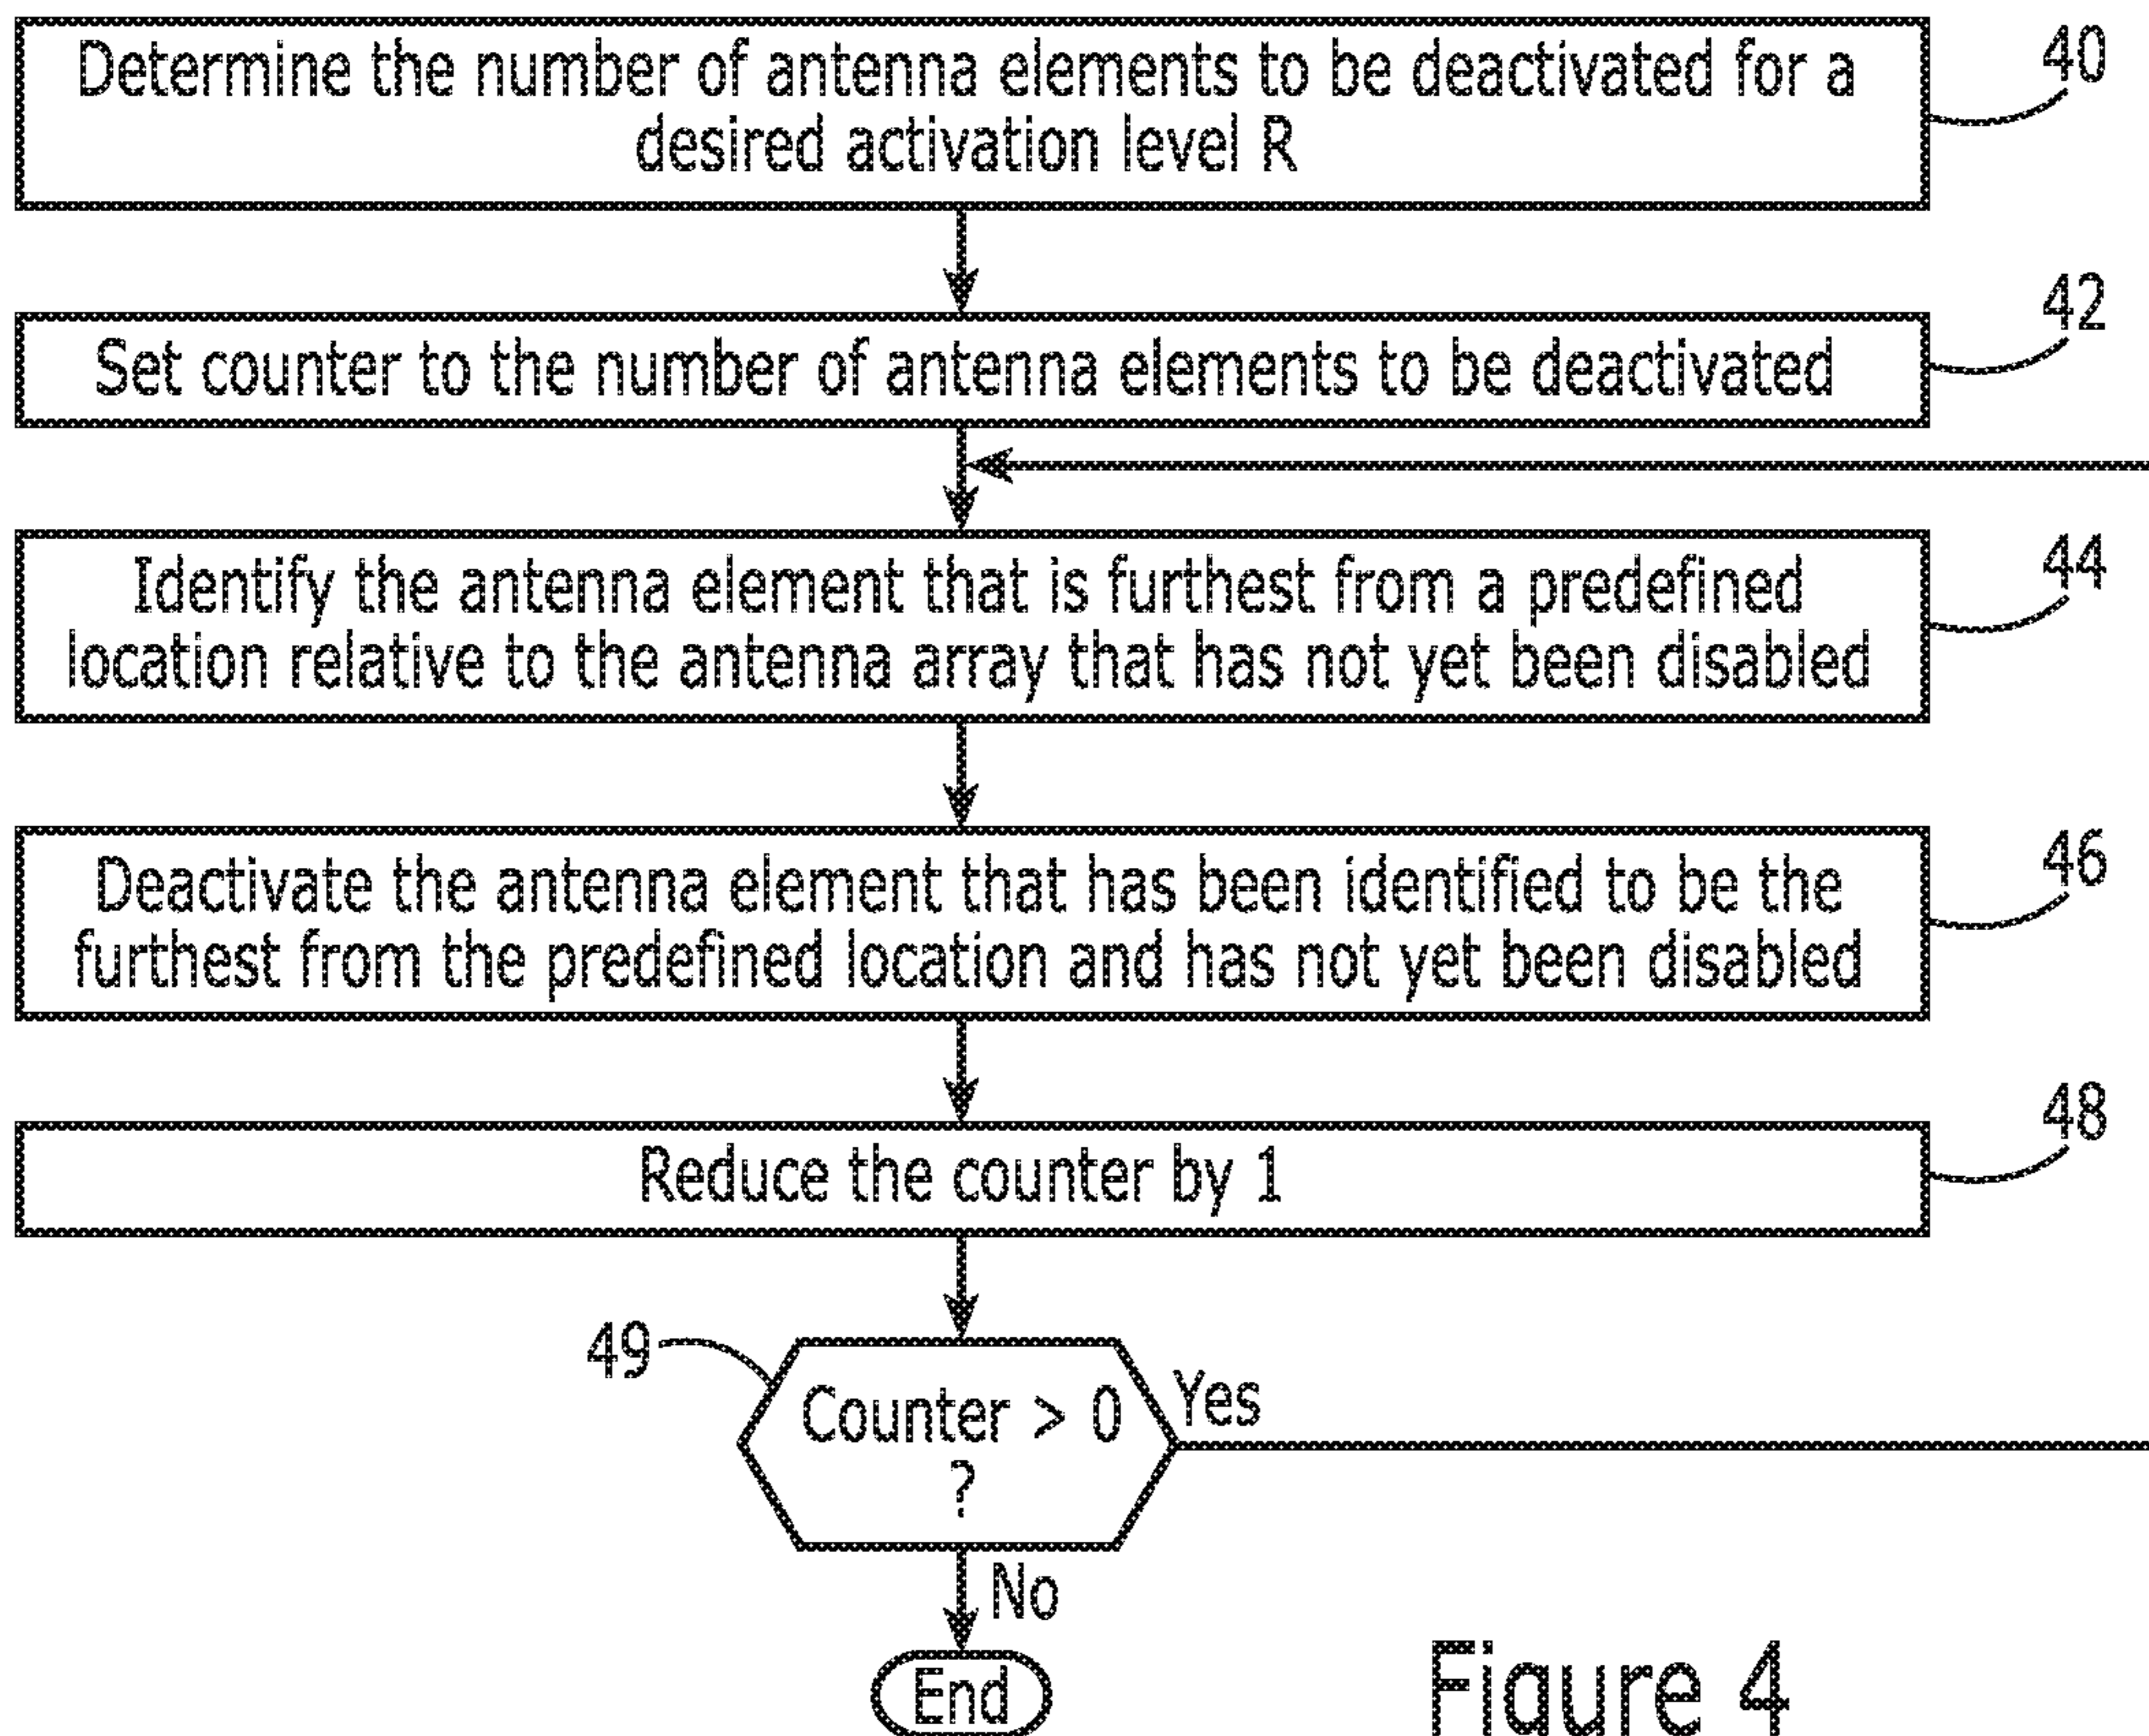 Determine the number of antenna elements to be deactivated for a
desired activation level R
40
Set counter to the number of antenna elements to be deactivated
42
Identify the antenna element that is furthest from a predefined
location relative to the antenna array that has not yet been disabled
44
Deactivate the antenna element that has been identified to be the
furthest from the predefined location and has not yet been disabled
46
Reduce the counter by 1
48
49
Counter > 0
?
Yes
No
End
Figure 4